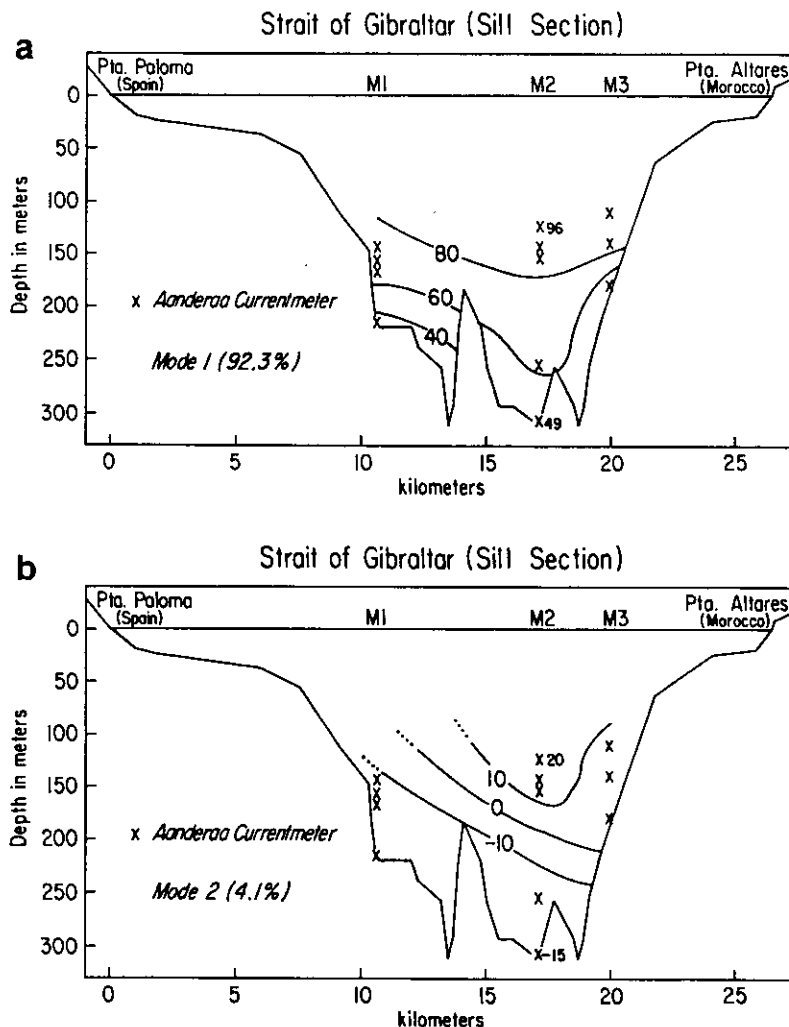 a
Strait of Gibraltar (Sill Section)
Pta. Paloma
(Spain)
M1
M2
M3
Pta. Altares
(Morocco)
0
50
100
150
200
250
300
Depth in meters
x 96
80
60
40
x 49
x Aanderaa Currentmeter
Mode 1 (92.3%)
0 5 10 15 20 25
kilometers
b
Strait of Gibraltar (Sill Section)
Pta. Paloma
(Spain)
M1
M2
M3
Pta. Altares
(Morocco)
0
50
100
150
200
250
300
Depth in meters
x 20
10
0
-10
x -15
x Aanderaa Currentmeter
Mode 2 (4.1%)
0 5 10 15 20 25
kilometers